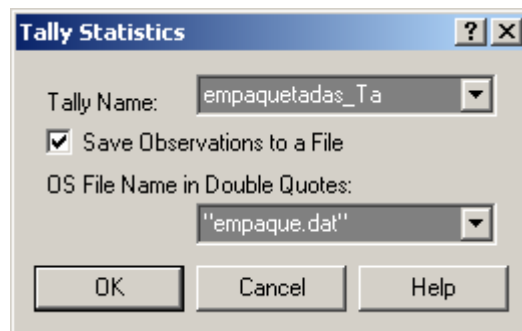 Tally Statistics
Tally Name: empaquetadas_Ta
Save Observations to a File
OS File Name in Double Quotes:
"empaque.dat"
OK Cancel Help